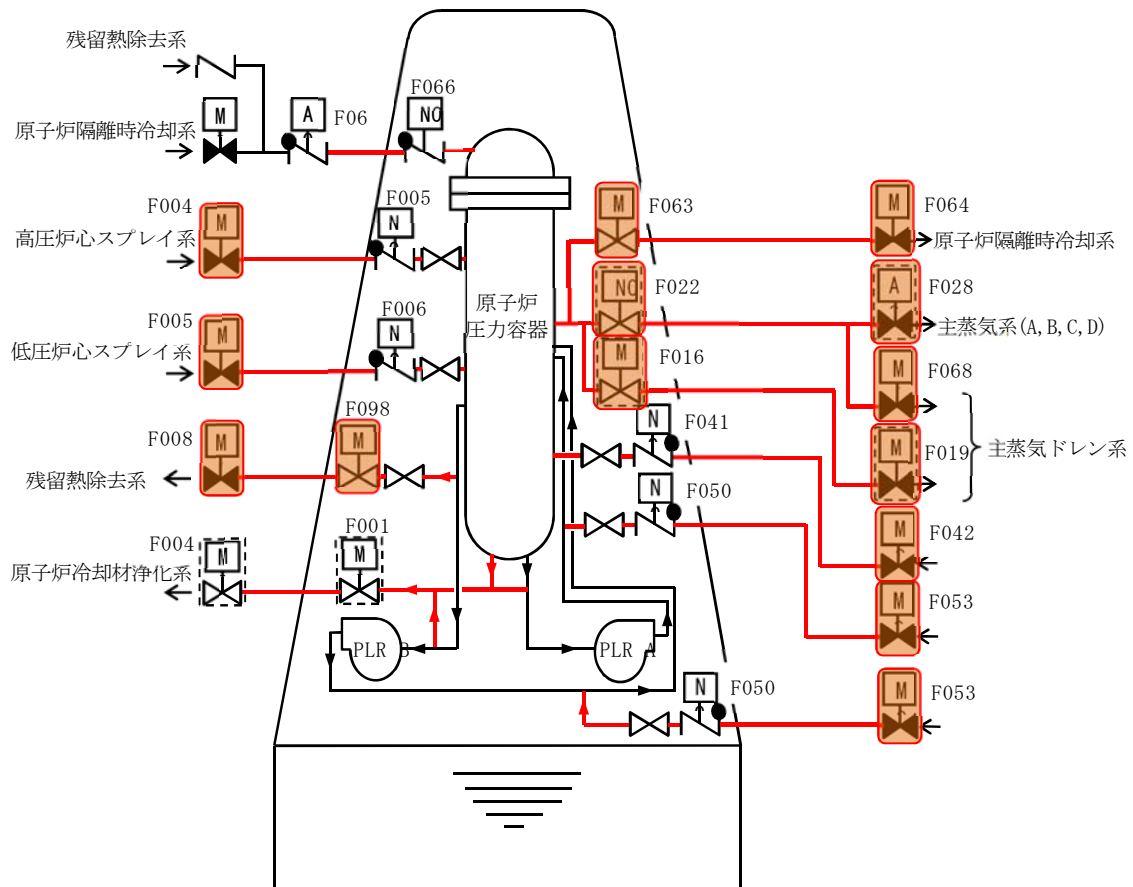 残留熱除去系
F066
M
A
F06
NO
原子炉隔離時冷却系
F004
M
高圧炉心スプレイ系
F005
N
M
F063
M
F064
原子炉隔離時冷却系
F005
M
低圧炉心スプレイ系
F006
N
原子炉
圧力容器
NO
F022
A
F028
主蒸気系(A,B,C,D)
M
F016
M
F068
F008
M
残留熱除去系
F098
M
N
F041
M
F019
主蒸気ドレン系
F004
M
原子炉冷却材浄化系
F001
M
N
F050
M
F042
M
F053
PLR B
PLR A
N
F050
M
F053